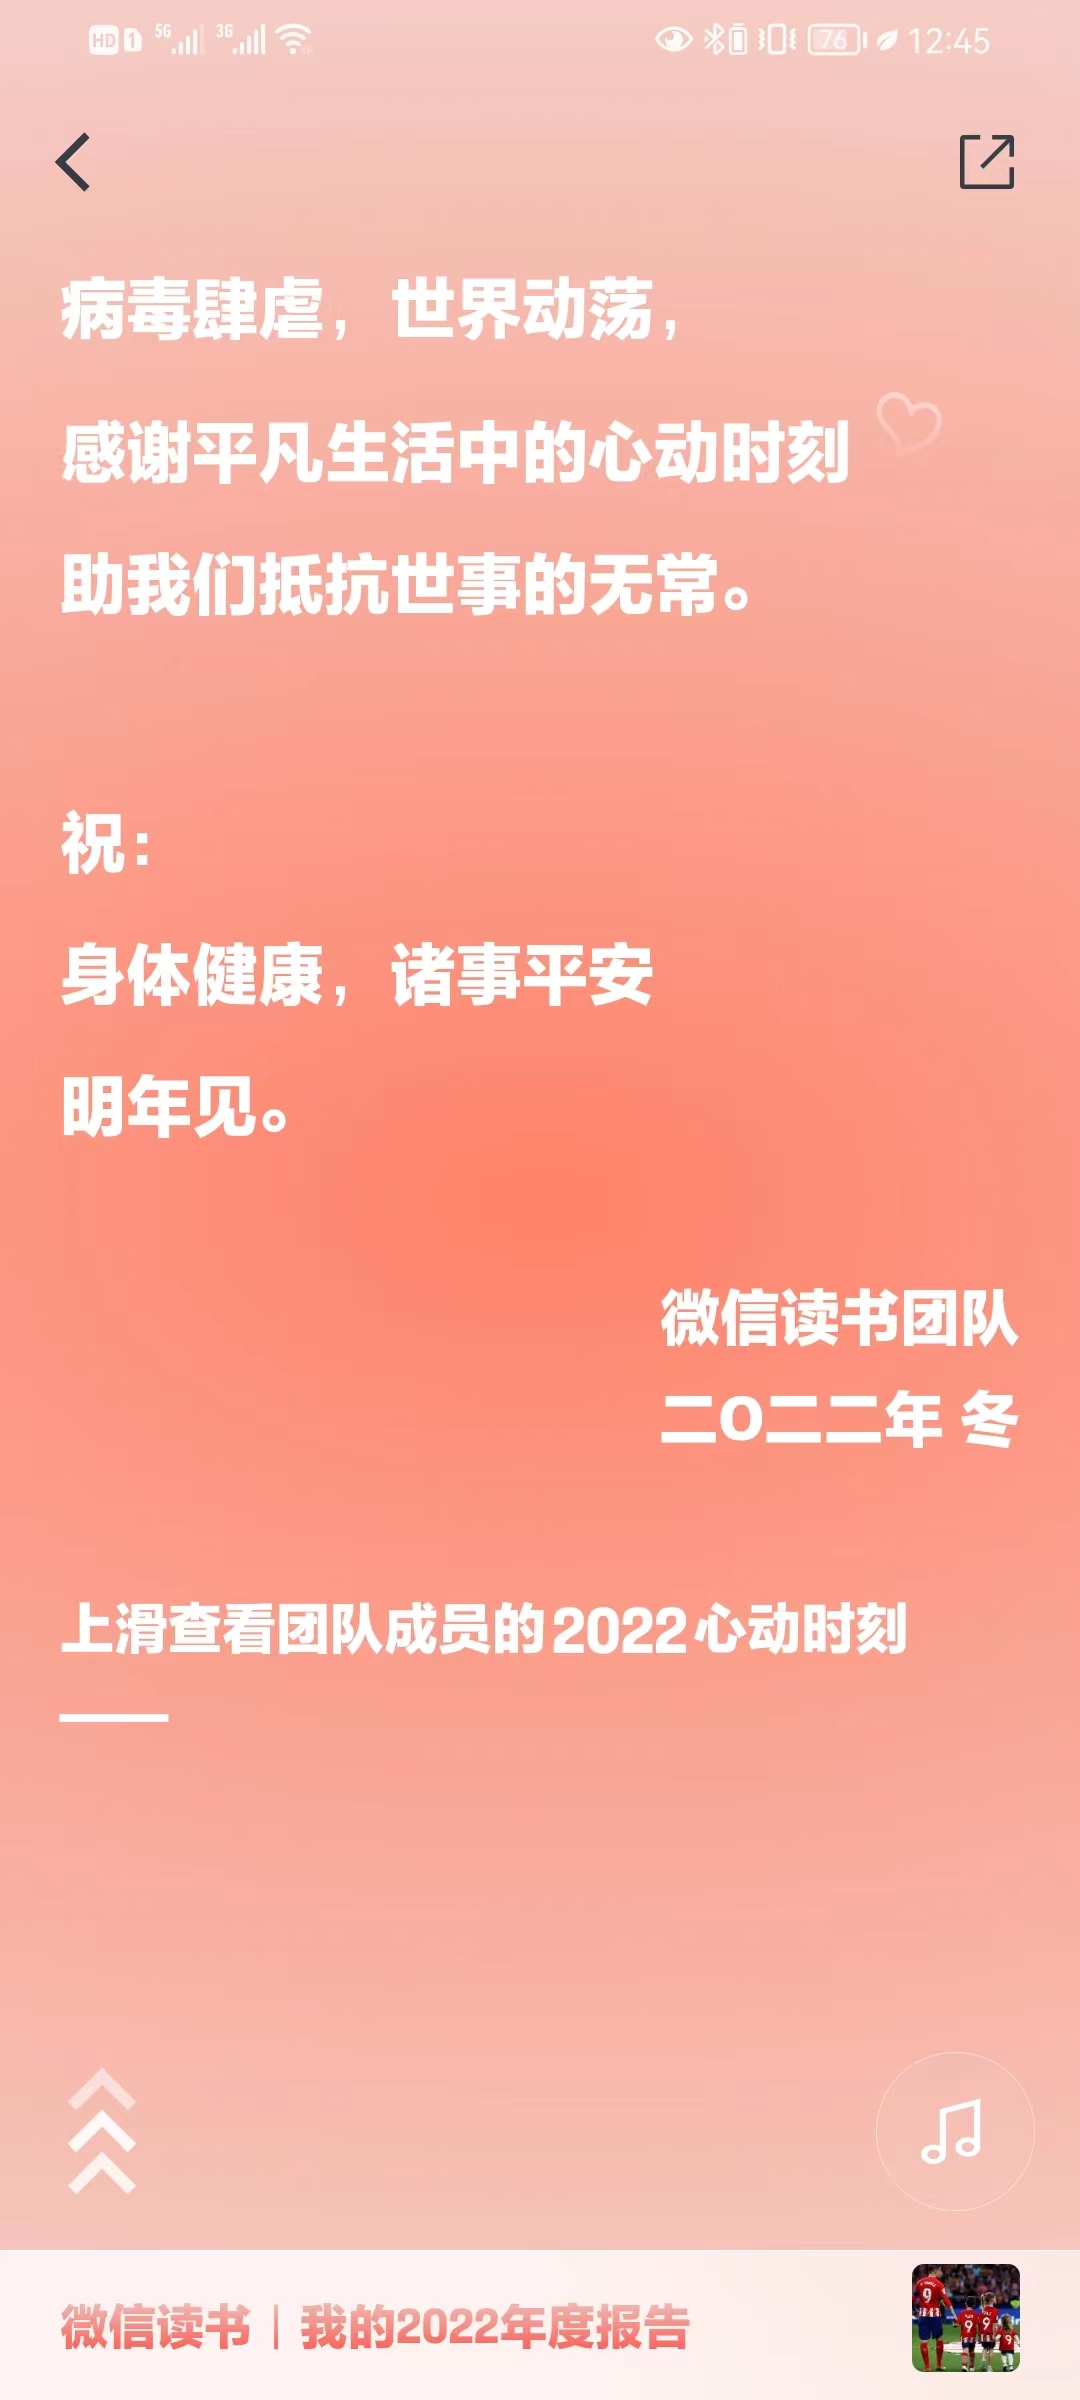 HD 1 5G 3G 76 12:45
病毒肆虐，世界动荡，
感谢平凡生活中的心动时刻
助我们抵抗世事的无常。
祝：
身体健康，诸事平安
明年见。
微信读书团队
二〇二二年 冬
上滑查看团队成员的2022心动时刻
微信读书｜我的2022年度报告
9
9 9 9